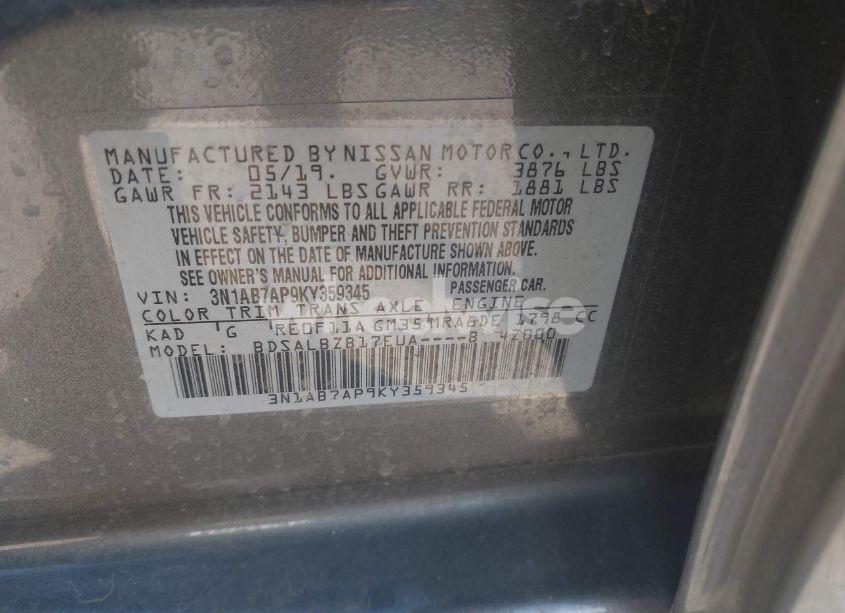 MANUFACTURED BY NISSAN MOTOR CO., LTD.
DATE: 05/19. GVWR: 3876 LBS
GAWR FR: 2143 LBS GAWR RR: 1881 LBS
THIS VEHICLE CONFORMS TO ALL APPLICABLE FEDERAL MOTOR
VEHICLE SAFETY, BUMPER AND THEFT PREVENTION STANDARDS
IN EFFECT ON THE DATE OF MANUFACTURE SHOWN ABOVE.
SEE OWNER'S MANUAL FOR ADDITIONAL INFORMATION.
VIN: 3N1AB7AP9KY359345 PASSENGER CAR.
COLOR TRIM TRANS AXLE ENGINE
KAD G RE0F11A GM35 MRA8DE 1798 CC
MODEL: BDSALBZB17EUA----B 4Z000
3N1AB7AP9KY359345